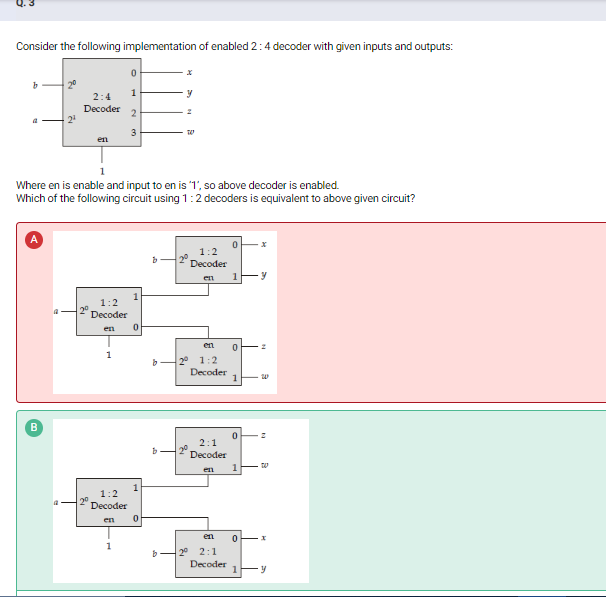 Q. 3
Consider the following implementation of enabled 2 : 4 decoder with given inputs and outputs:
0 x
b 2⁰
2 : 4 1 y
Decoder 2 z
a 2¹
3 w
en
1
Where en is enable and input to en is '1', so above decoder is enabled.
Which of the following circuit using 1 : 2 decoders is equivalent to above given circuit?
A
0 x
1 : 2
b 2⁰ Decoder
en 1 y
1 : 2 1
a 2⁰ Decoder
en 0
1
en 0 z
b 2⁰ 1 : 2
Decoder 1 w
B
0 z
2 : 1
b 2⁰ Decoder
en 1 w
1 : 2 1
a 2⁰ Decoder
en 0
1
en 0 x
b 2⁰ 2 : 1
Decoder 1 y